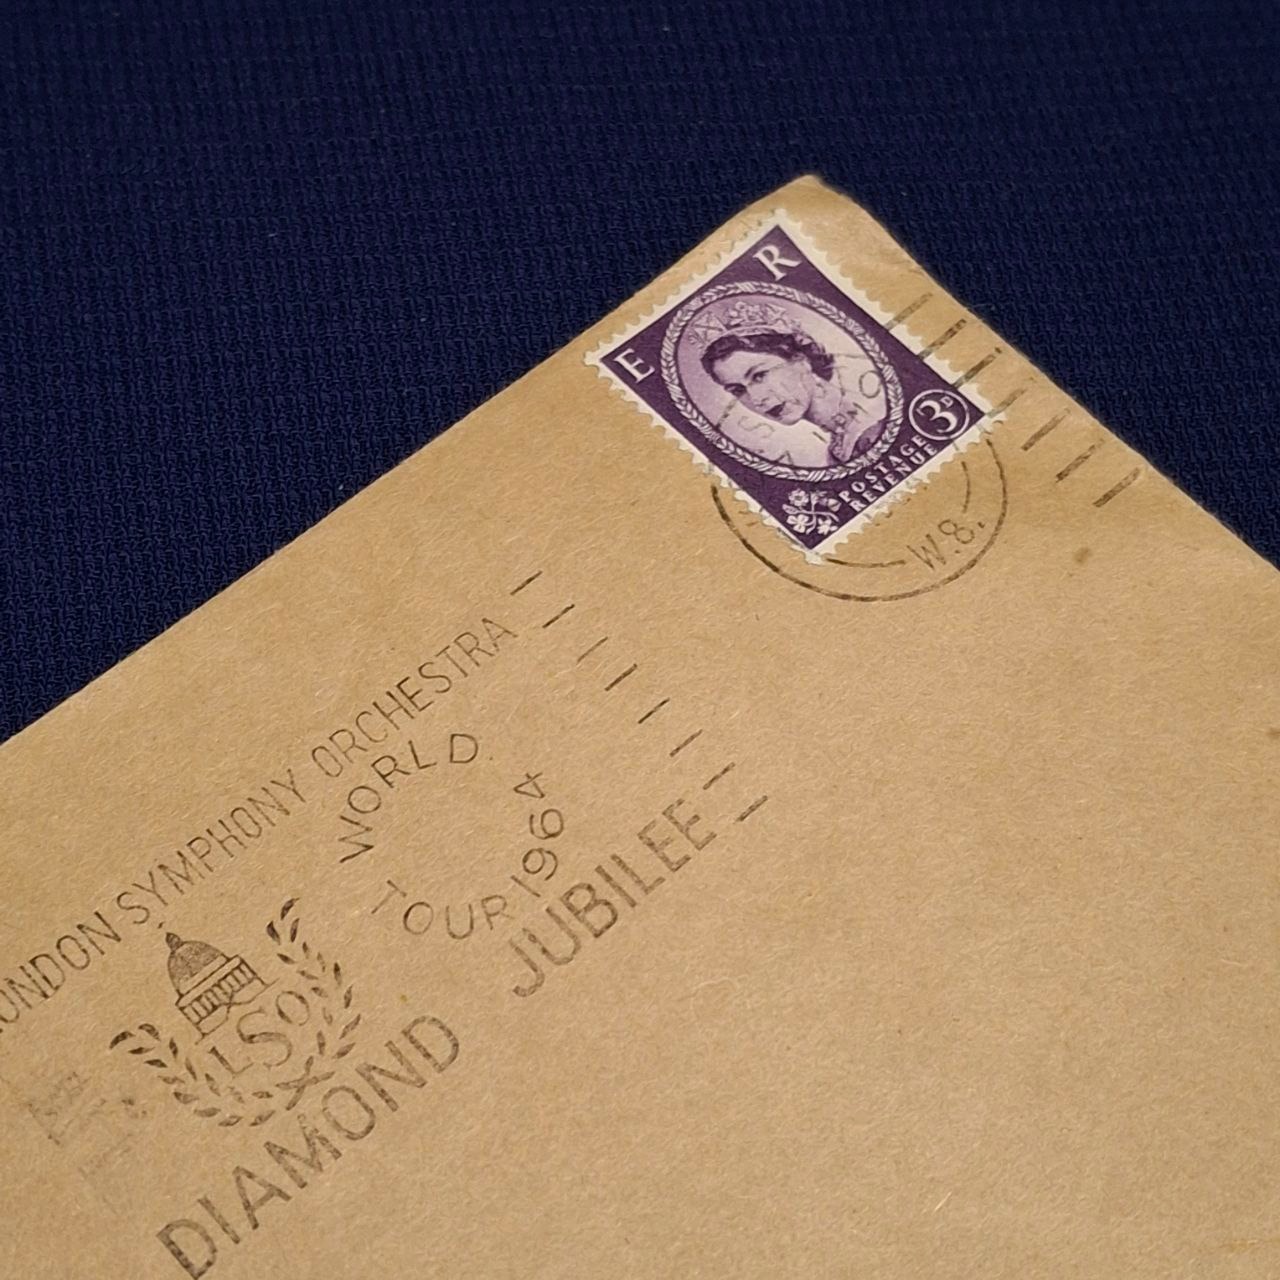 E R
3D
POSTAGE
REVENUE
W.8.
LONDON SYMPHONY ORCHESTRA
WORLD
TOUR 1964
LSO
DIAMOND JUBILEE